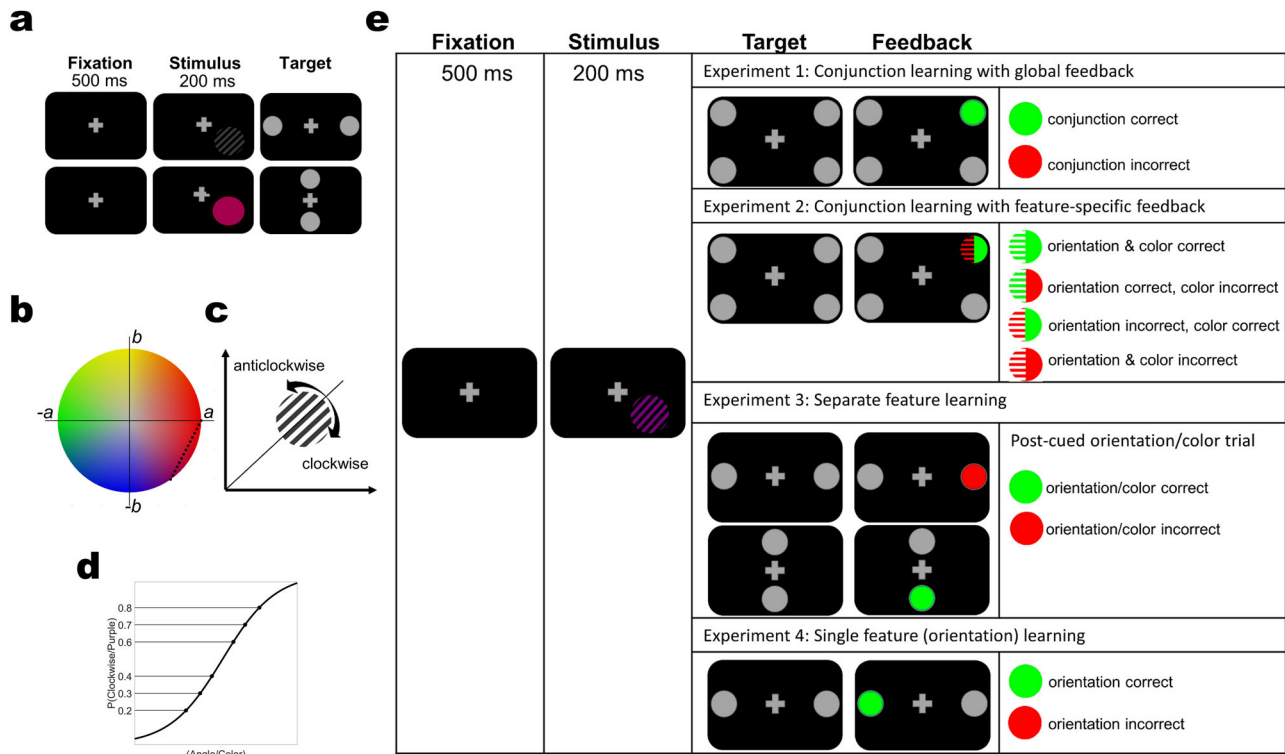 a
Fixation
500 ms
Stimulus
200 ms
Target
b
b
-a
a
-b
c
anticlockwise
clockwise
d
P(Clockwise/Purple)
0.8
0.7
0.6
0.4
0.3
0.2
(Angle/Color)
e
Fixation
Stimulus
Target
Feedback
500 ms
200 ms
Experiment 1: Conjunction learning with global feedback
conjunction correct
conjunction incorrect
Experiment 2: Conjunction learning with feature-specific feedback
orientation & color correct
orientation correct, color incorrect
orientation incorrect, color correct
orientation & color incorrect
Experiment 3: Separate feature learning
Post-cued orientation/color trial
orientation/color correct
orientation/color incorrect
Experiment 4: Single feature (orientation) learning
orientation correct
orientation incorrect